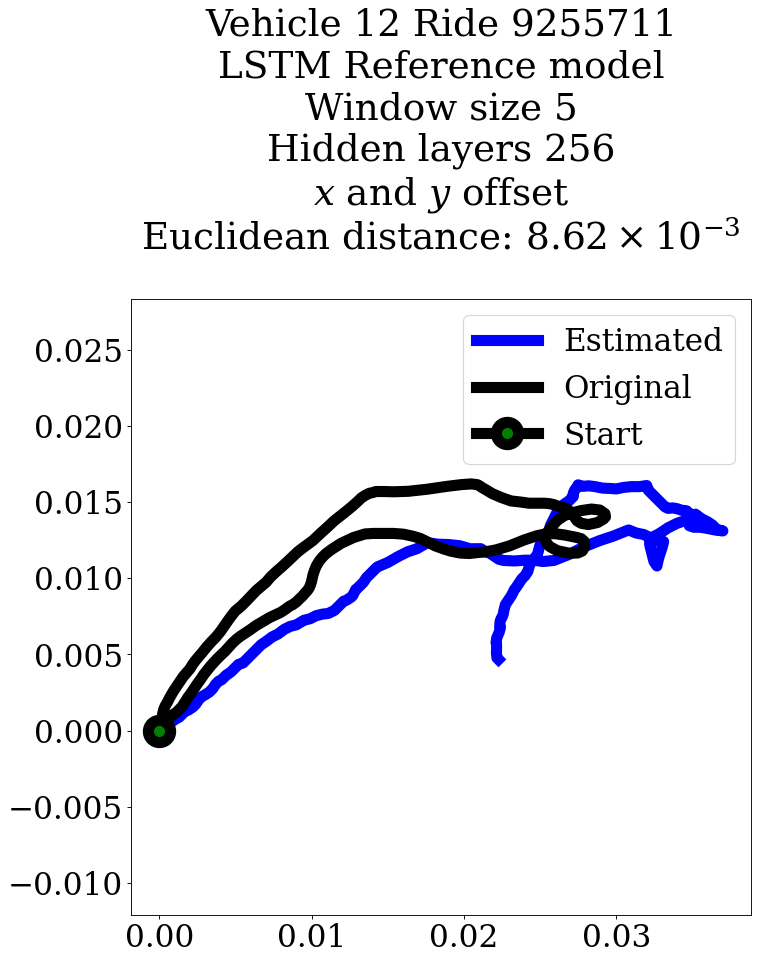 Vehicle 12 Ride 9255711
LSTM Reference model
Window size 5
Hidden layers 256
x and y offset
Euclidean distance: 8.62 × 10⁻³
Estimated
Original
Start
0.025
0.020
0.015
0.010
0.005
0.000
−0.005
−0.010
0.00 0.01 0.02 0.03